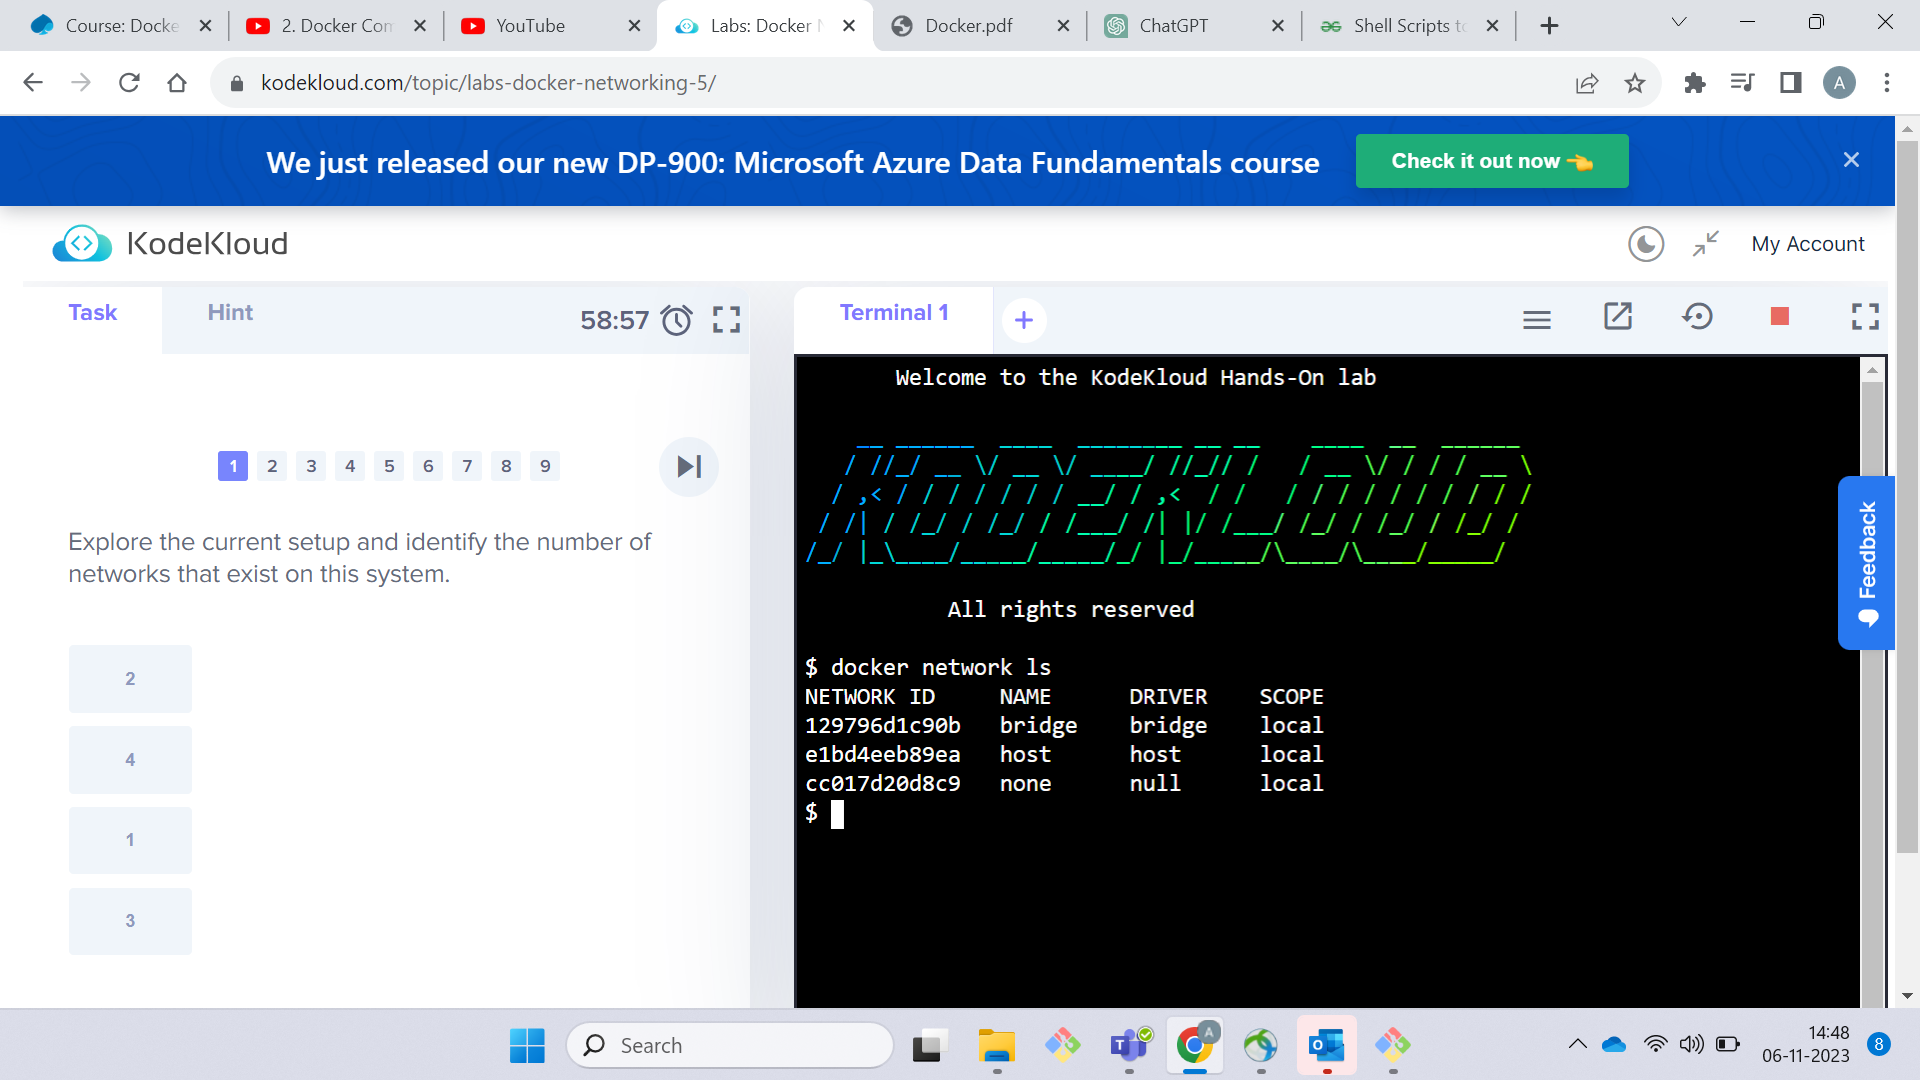 Course: Docke
2. Docker Con
YouTube
Labs: Docker N
Docker.pdf
ChatGPT
Shell Scripts to
kodekloud.com/topic/labs-docker-networking-5/
A
We just released our new DP-900: Microsoft Azure Data Fundamentals course
Check it out now 👈
KodeKloud
My Account
Task
Hint
58:57
Terminal 1
1 2 3 4 5 6 7 8 9
Explore the current setup and identify the number of
networks that exist on this system.
2
4
1
3
Welcome to the KodeKloud Hands-On lab
KODEKLOUD
All rights reserved
$ docker network ls
NETWORK ID NAME DRIVER SCOPE
129796d1c90b bridge bridge local
e1bd4eeb89ea host host local
cc017d20d8c9 none null local
$
Feedback
Search
14:48
06-11-2023
8